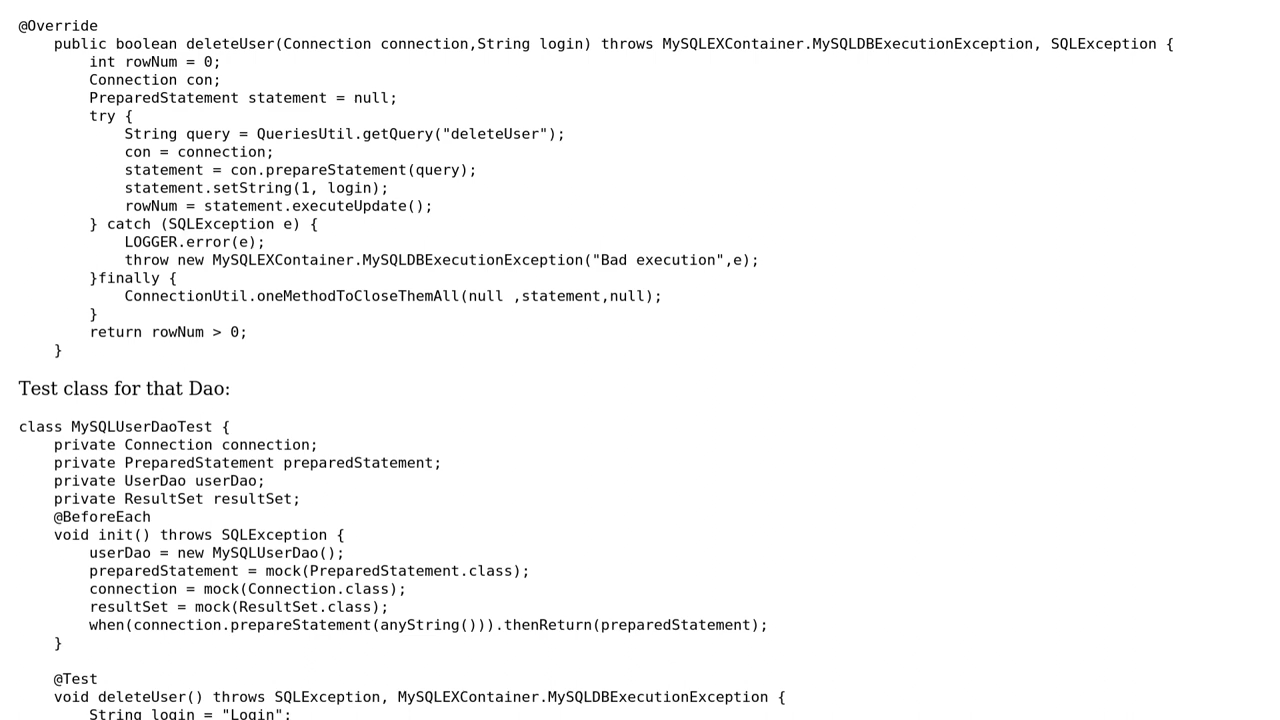 @Override
    public boolean deleteUser(Connection connection,String login) throws MySQLEXContainer.MySQLDBExecutionException, SQLException {
        int rowNum = 0;
        Connection con;
        PreparedStatement statement = null;
        try {
            String query = QueriesUtil.getQuery("deleteUser");
            con = connection;
            statement = con.prepareStatement(query);
            statement.setString(1, login);
            rowNum = statement.executeUpdate();
        } catch (SQLException e) {
            LOGGER.error(e);
            throw new MySQLEXContainer.MySQLDBExecutionException("Bad execution",e);
        }finally {
            ConnectionUtil.oneMethodToCloseThemAll(null ,statement,null);
        }
        return rowNum > 0;
    }
Test class for that Dao:
class MySQLUserDaoTest {
    private Connection connection;
    private PreparedStatement preparedStatement;
    private UserDao userDao;
    private ResultSet resultSet;
    @BeforeEach
    void init() throws SQLException {
        userDao = new MySQLUserDao();
        preparedStatement = mock(PreparedStatement.class);
        connection = mock(Connection.class);
        resultSet = mock(ResultSet.class);
        when(connection.prepareStatement(anyString())).thenReturn(preparedStatement);
    }
    @Test
    void deleteUser() throws SQLException, MySQLEXContainer.MySQLDBExecutionException {
        String login = "Login";